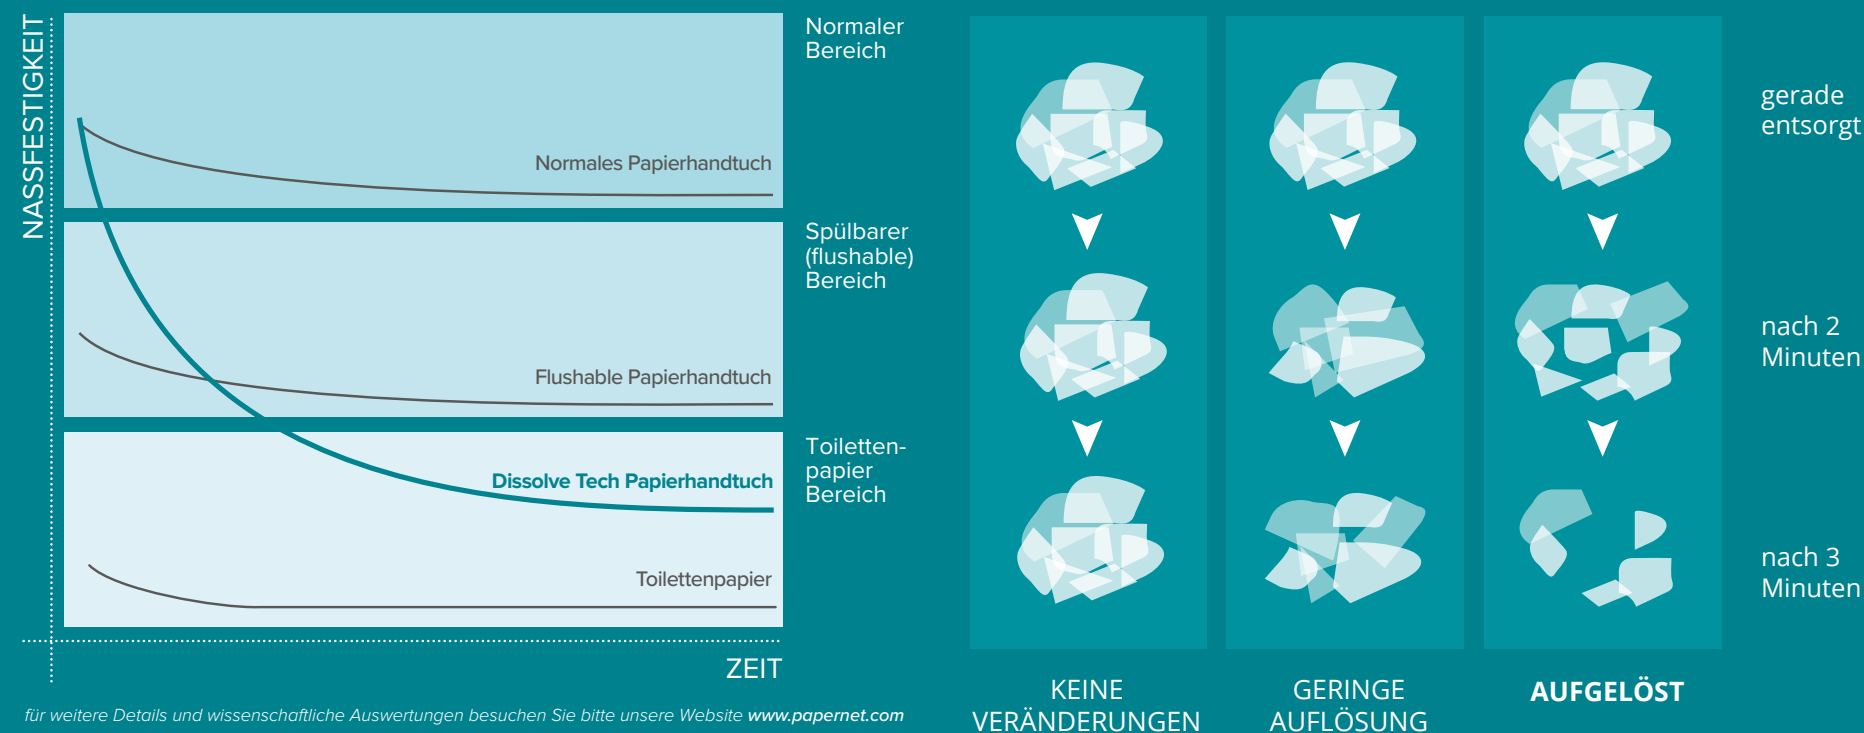 NASSFESTIGKEIT
Normaler
Bereich
Normales Papierhandtuch
Spülbarer
(flushable)
Bereich
Flushable Papierhandtuch
Toiletten-
papier
Bereich
Dissolve Tech Papierhandtuch
Toilettenpapier
ZEIT
für weitere Details und wissenschaftliche Auswertungen besuchen Sie bitte unsere Website www.papernet.com
gerade
entsorgt
nach 2
Minuten
nach 3
Minuten
KEINE
VERÄNDERUNGEN
GERINGE
AUFLÖSUNG
AUFGELÖST